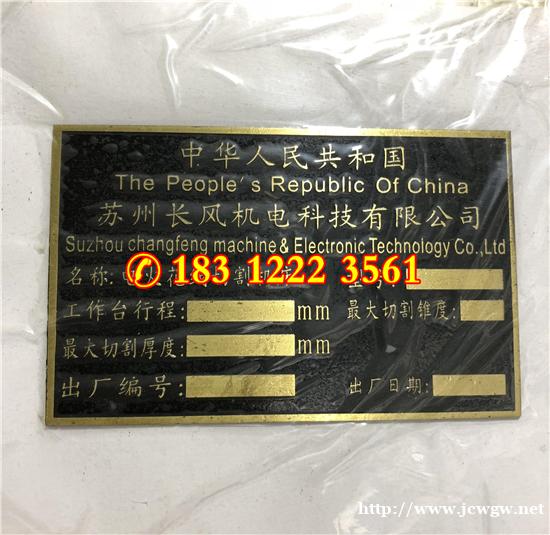 中华人民共和国
The People's Republic Of China
苏州长风机电科技有限公司
Suzhou changfeng machine & Electronic Technology Co.,Ltd
名称:
18 3 1222 3561
工作台行程: mm 最大切割锥度:
最大切割厚度: mm
出厂编号: 出厂日期:
http://www.jcwgw.net